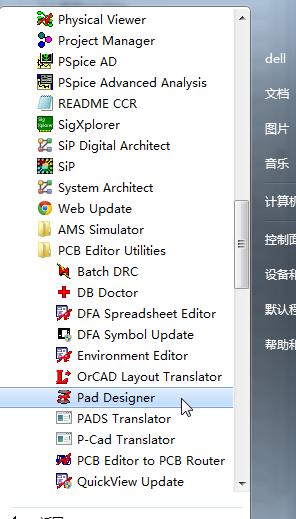 Physical Viewer
Project Manager
PSpice AD
PSpice Advanced Analysis
README CCR
SigXplorer
SiP Digital Architect
SiP
System Architect
Web Update
AMS Simulator
PCB Editor Utilities
Batch DRC
DB Doctor
DFA Spreadsheet Editor
DFA Symbol Update
Environment Editor
OrCAD Layout Translator
Pad Designer
PADS Translator
P-Cad Translator
PCB Editor to PCB Router
QuickView Update
dell
文档
图片
音乐
计算机
控制面
设备和
默认程
帮助和